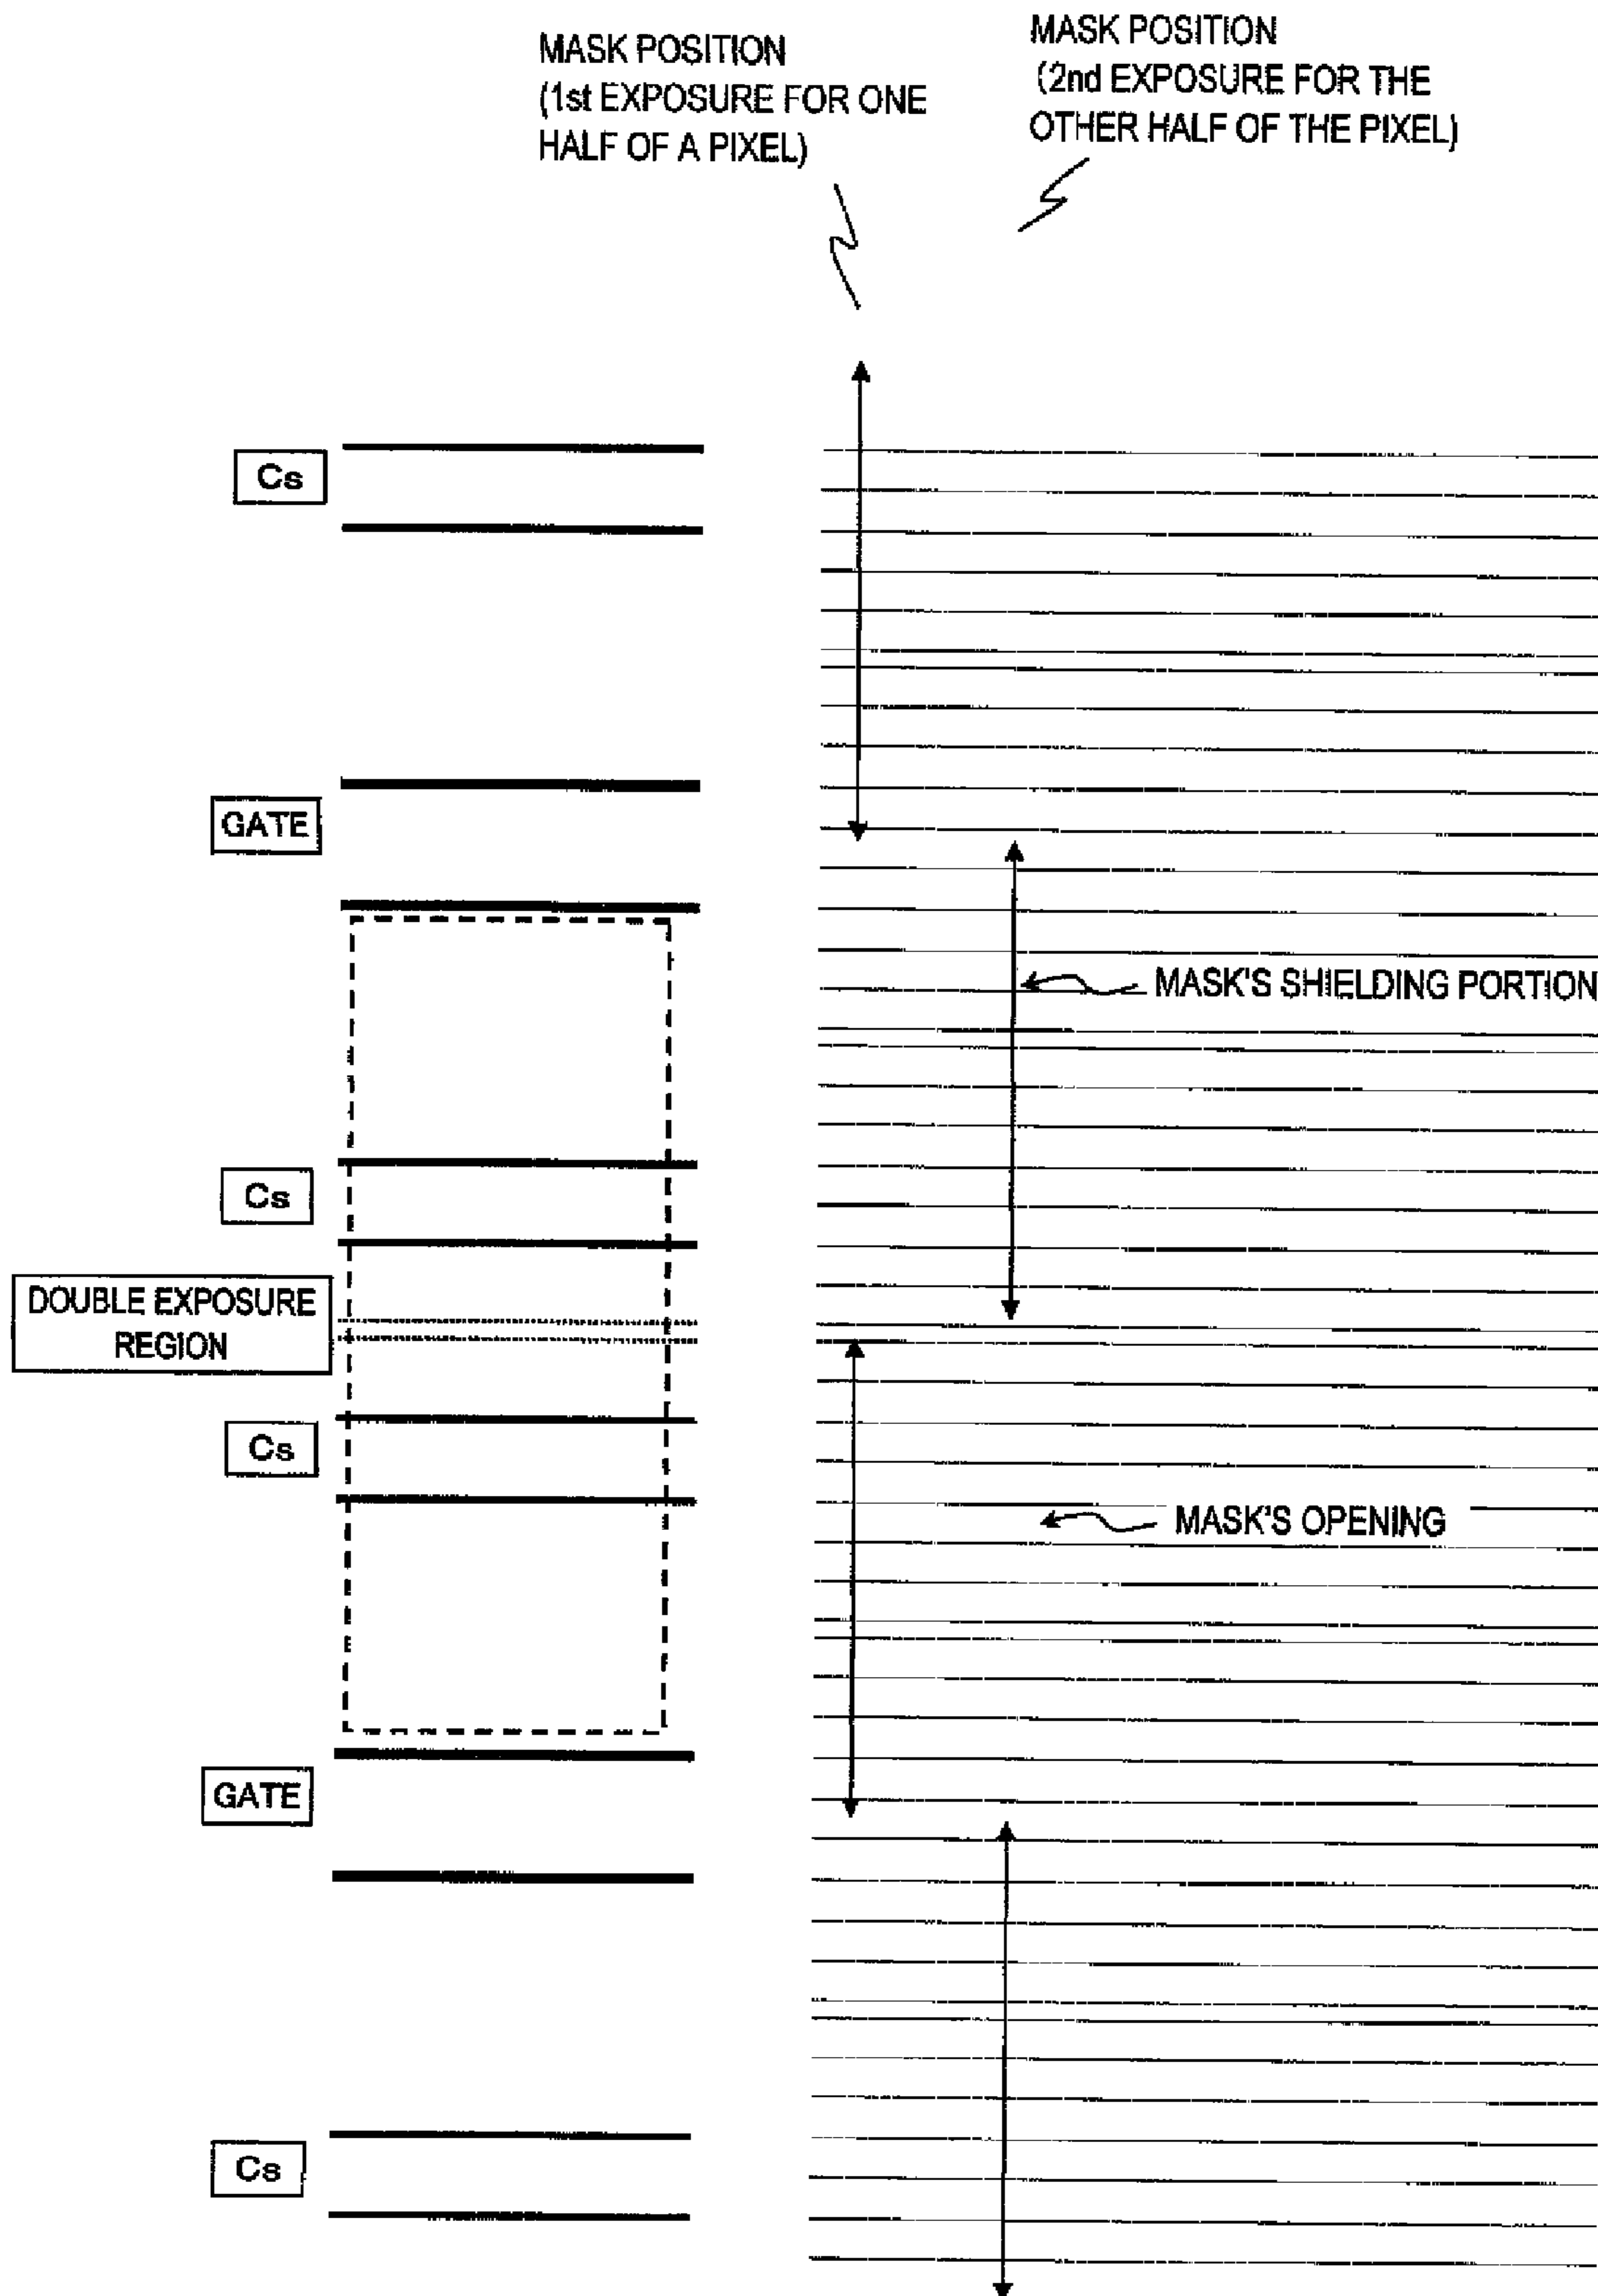 MASK POSITION
(1st EXPOSURE FOR ONE
HALF OF A PIXEL)
MASK POSITION
(2nd EXPOSURE FOR THE
OTHER HALF OF THE PIXEL)
Cs
GATE
MASK'S SHIELDING PORTION
Cs
DOUBLE EXPOSURE
REGION
Cs
MASK'S OPENING
GATE
Cs